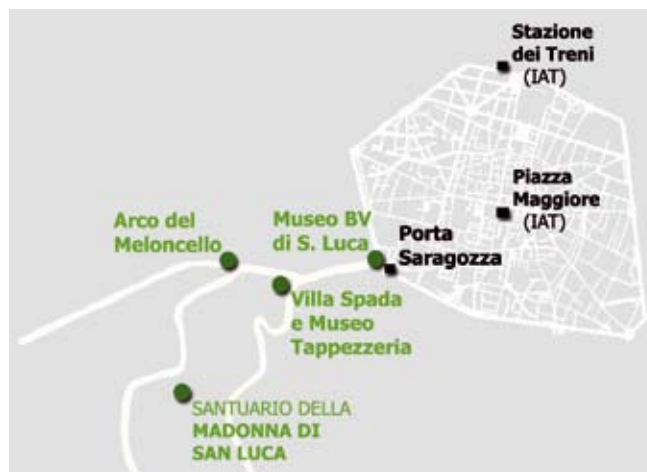 Stazione
dei Treni
(IAT)
Piazza
Maggiore
(IAT)
Arco del
Meloncello
Museo BV
di S. Luca
Porta
Saragozza
Villa Spada
e Museo
Tappezzeria
SANTUARIO DELLA
MADONNA DI
SAN LUCA